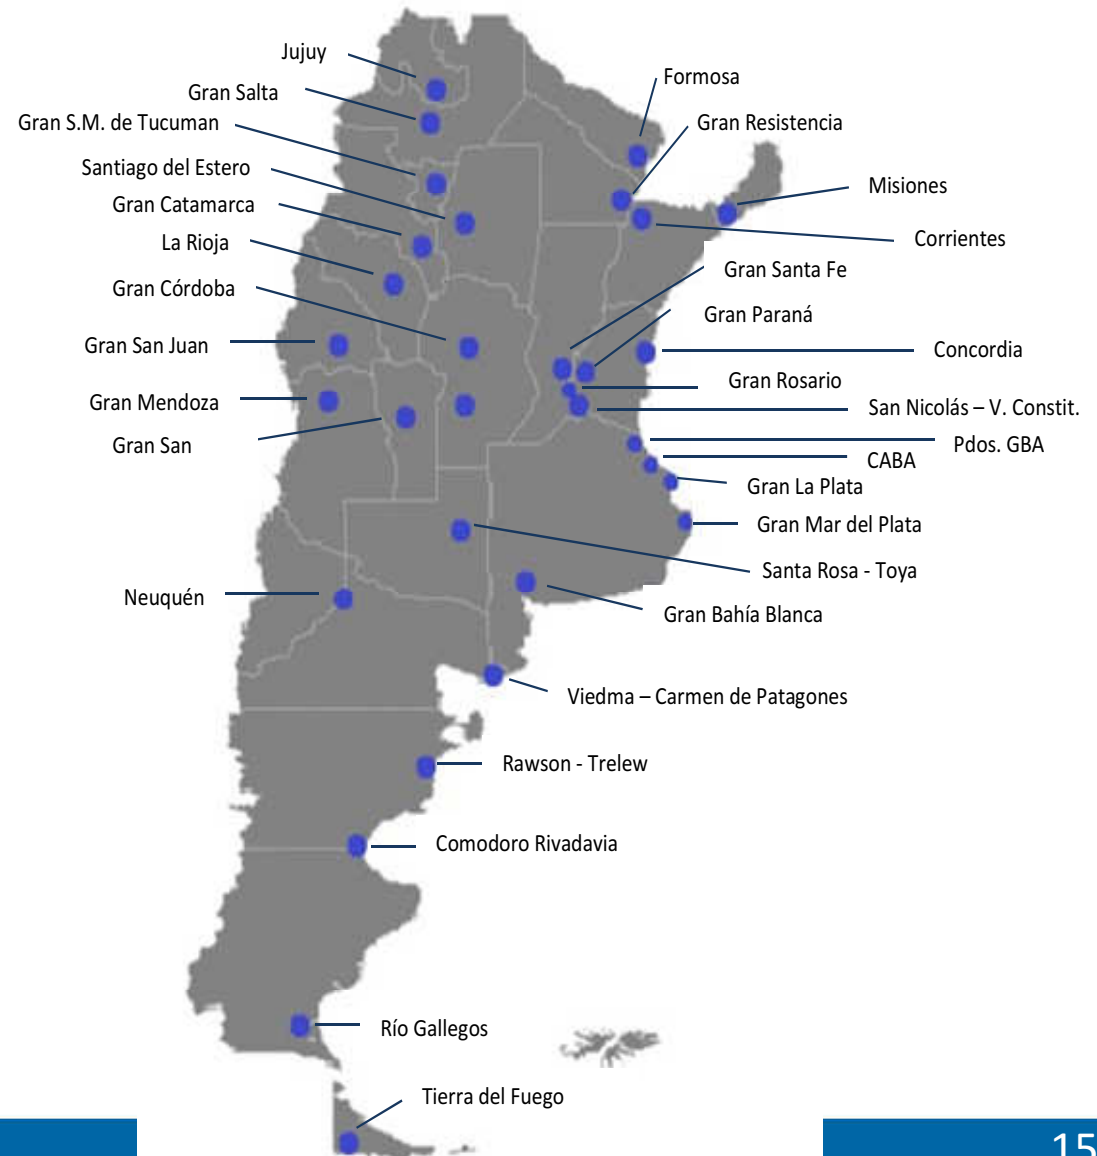 Jujuy
Formosa
Gran Salta
Gran Resistencia
Gran S.M. de Tucuman
Santiago del Estero
Misiones
Gran Catamarca
La Rioja
Corrientes
Gran Santa Fe
Gran Córdoba
Gran Paraná
Gran San Juan
Concordia
Gran Rosario
Gran Mendoza
San Nicolás – V. Constit.
Gran San
Pdos. GBA
CABA
Gran La Plata
Gran Mar del Plata
Santa Rosa - Toya
Neuquén
Gran Bahía Blanca
Viedma – Carmen de Patagones
Rawson - Trelew
Comodoro Rivadavia
Río Gallegos
Tierra del Fuego
15